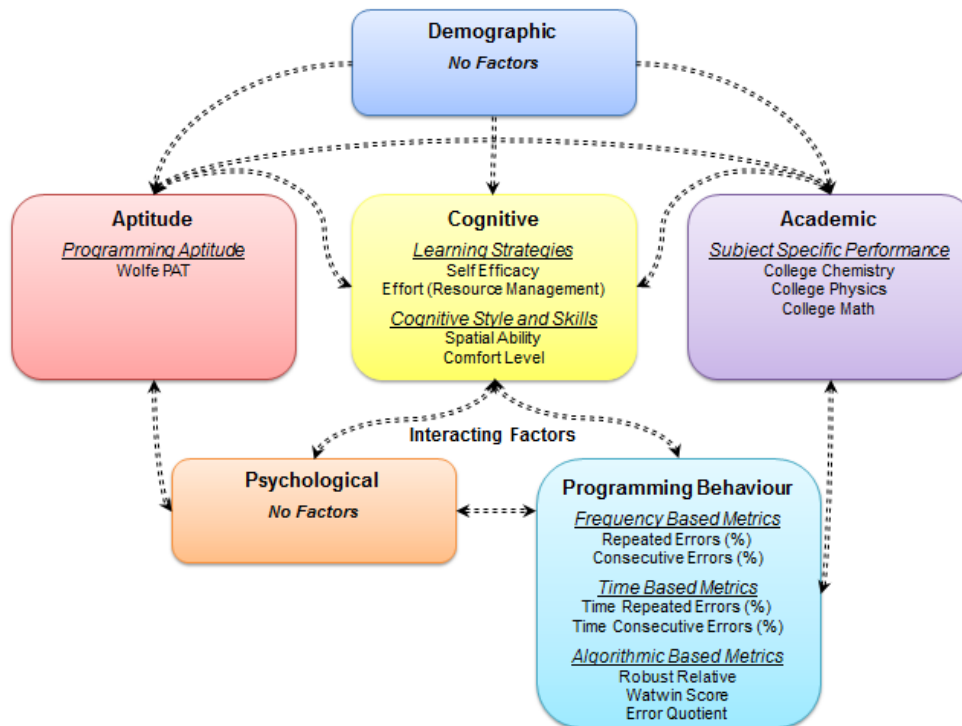 Demographic
No Factors
Aptitude
Programming Aptitude
Wolfe PAT
Cognitive
Learning Strategies
Self Efficacy
Effort (Resource Management)
Cognitive Style and Skills
Spatial Ability
Comfort Level
Academic
Subject Specific Performance
College Chemistry
College Physics
College Math
Interacting Factors
Psychological
No Factors
Programming Behaviour
Frequency Based Metrics
Repeated Errors (%)
Consecutive Errors (%)
Time Based Metrics
Time Repeated Errors (%)
Time Consecutive Errors (%)
Algorithmic Based Metrics
Robust Relative
Watwin Score
Error Quotient